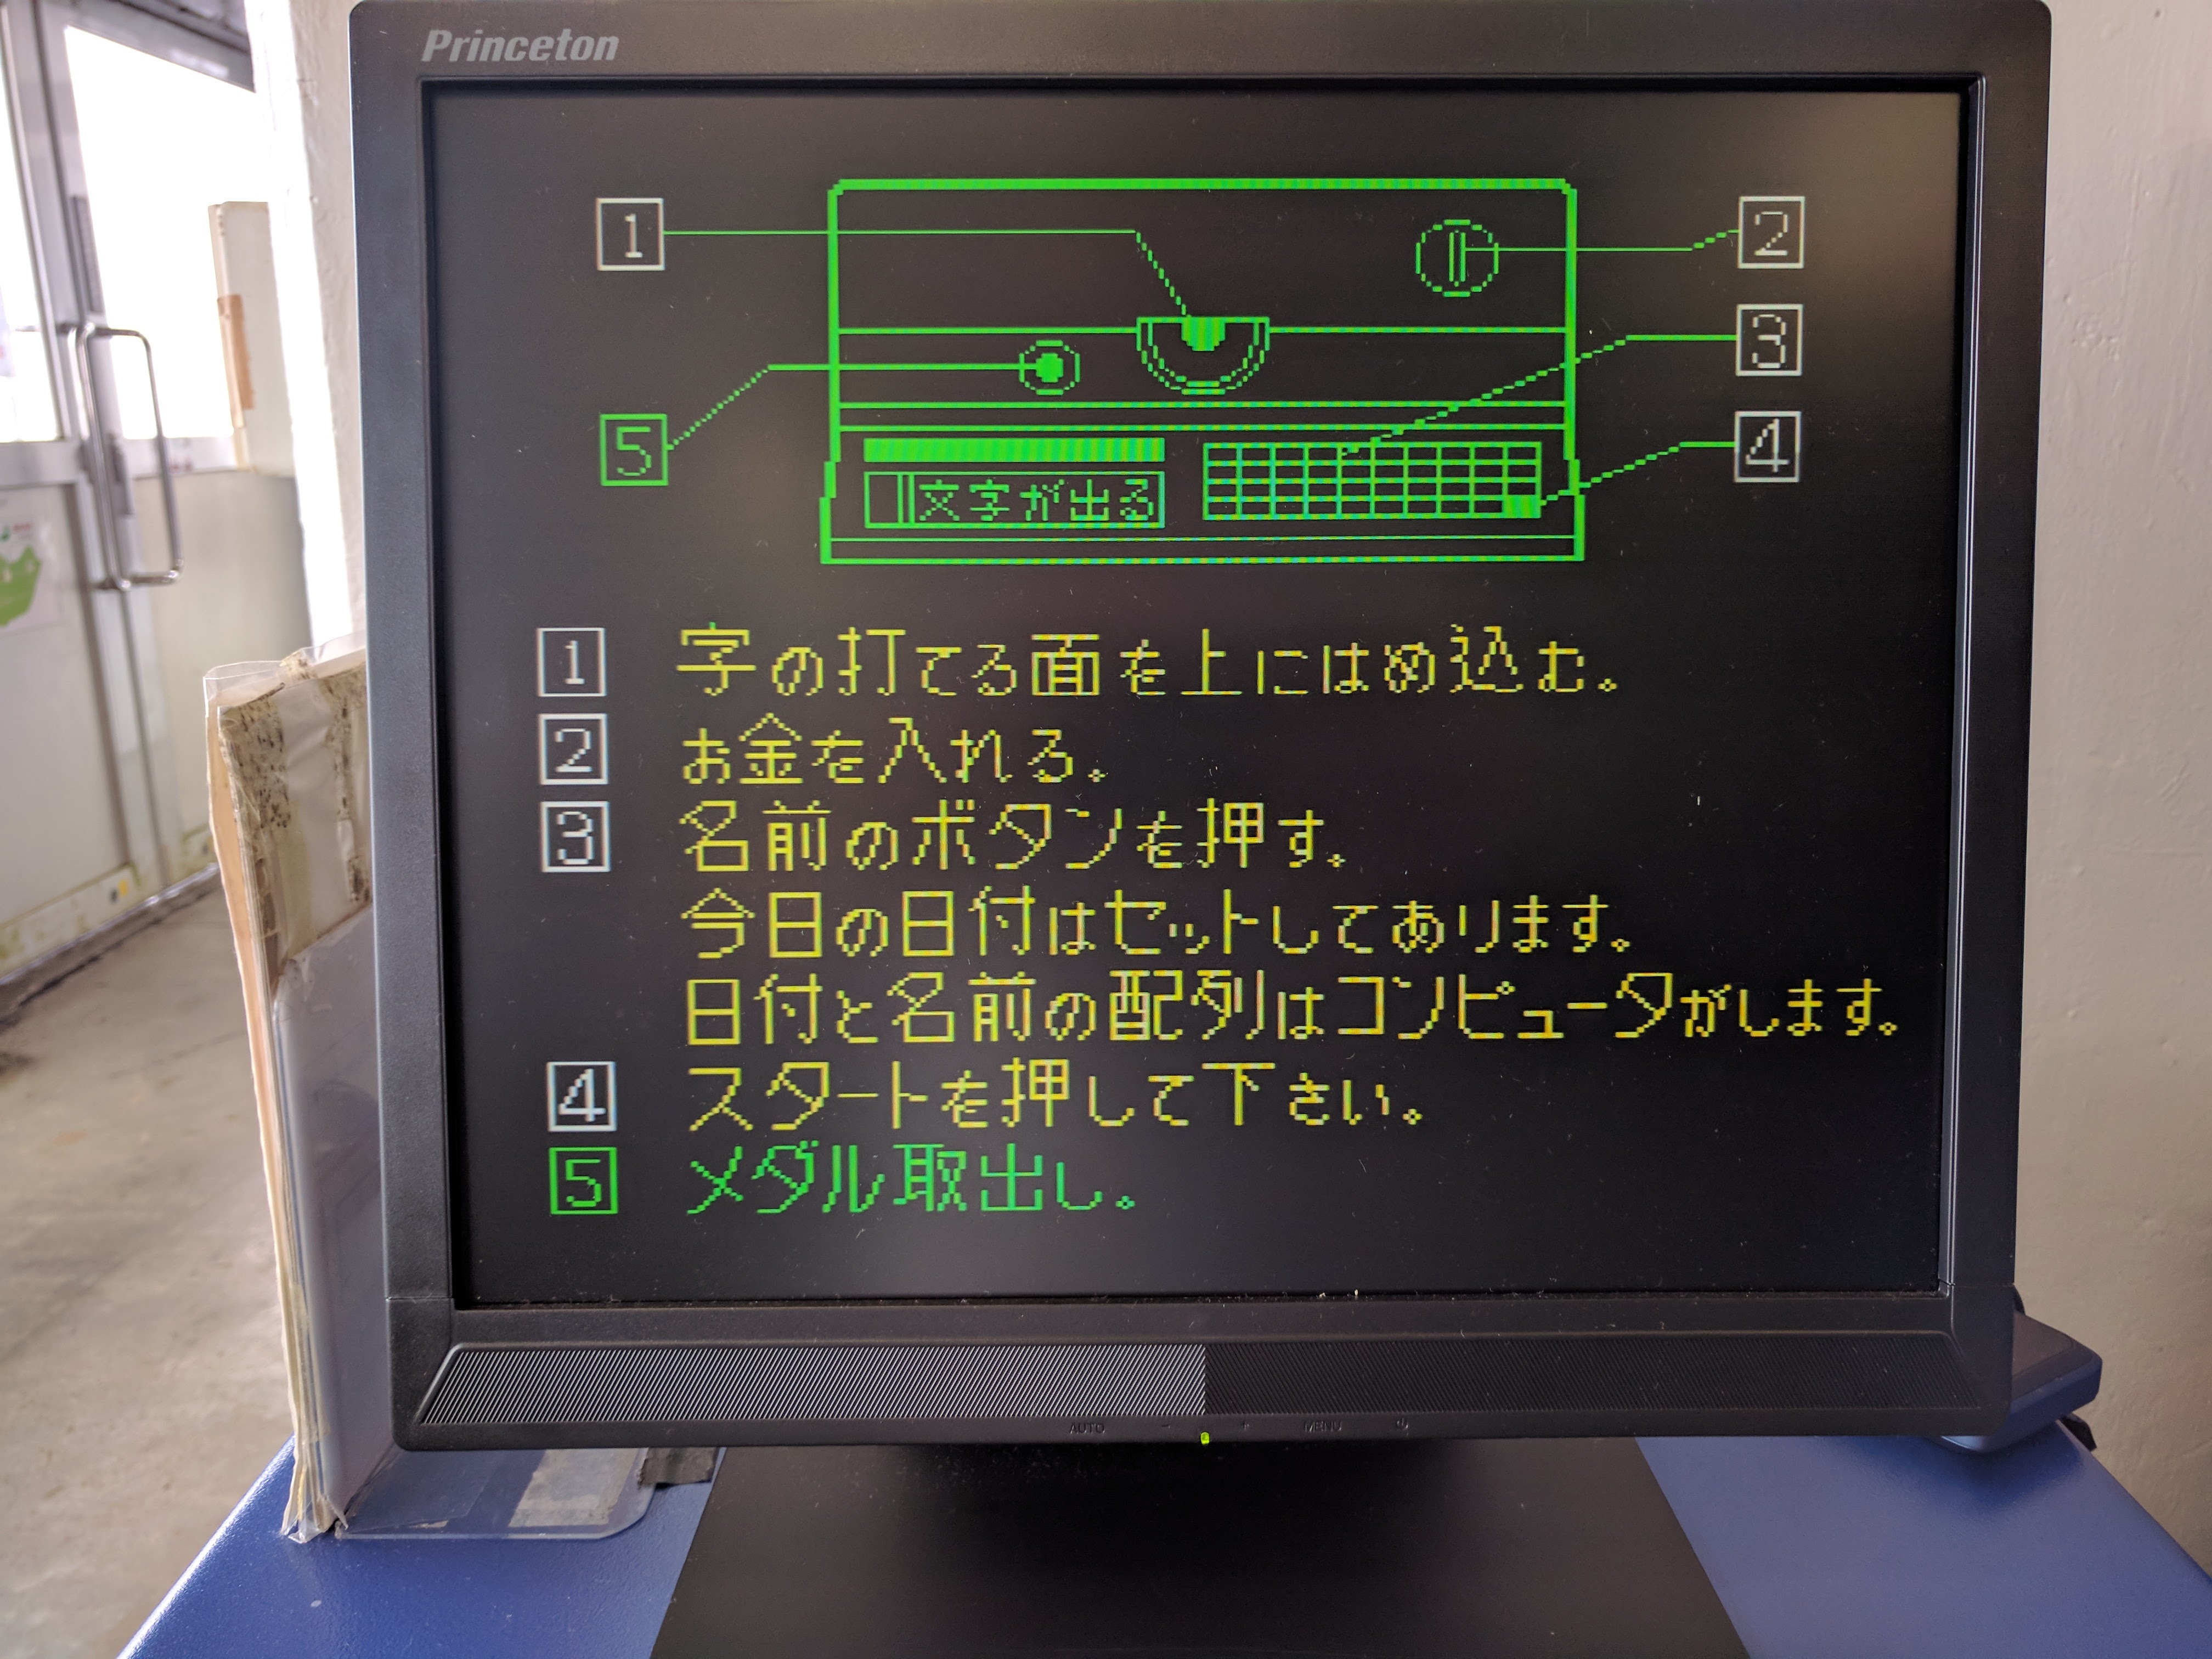 Princeton
1
2
3
5
4
文字が出る
1 字の打てる面を上にはめ込む。
2 お金を入れる。
3 名前のボタンを押す。
今日の日付はセットしてあります。
日付と名前の配列はコンピュータがします。
4 スタートを押して下さい。
5 メダル取出し。
AUTO - + MENU